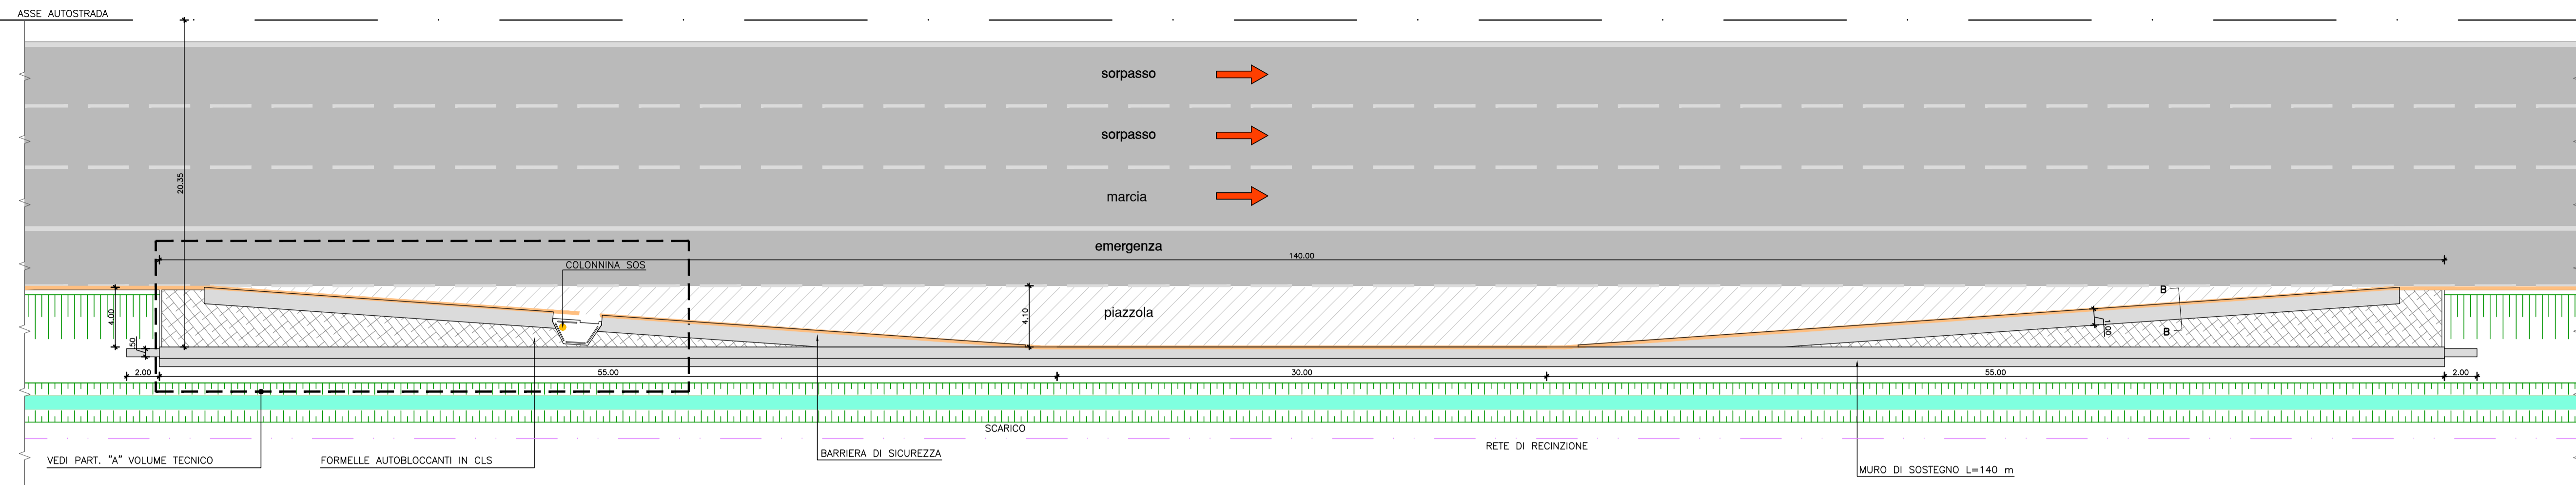 ASSE AUTOSTRADA
sorpasso
sorpasso
20.35
marcia
emergenza
140.00
COLONNINA SOS
B
4.00
4.10
piazzola
1.00
B
.50
2.00
55.00
30.00
55.00
2.00
SCARICO
RETE DI RECINZIONE
VEDI PART. "A" VOLUME TECNICO
FORMELLE AUTOBLOCCANTI IN CLS
BARRIERA DI SICUREZZA
MURO DI SOSTEGNO L=140 m